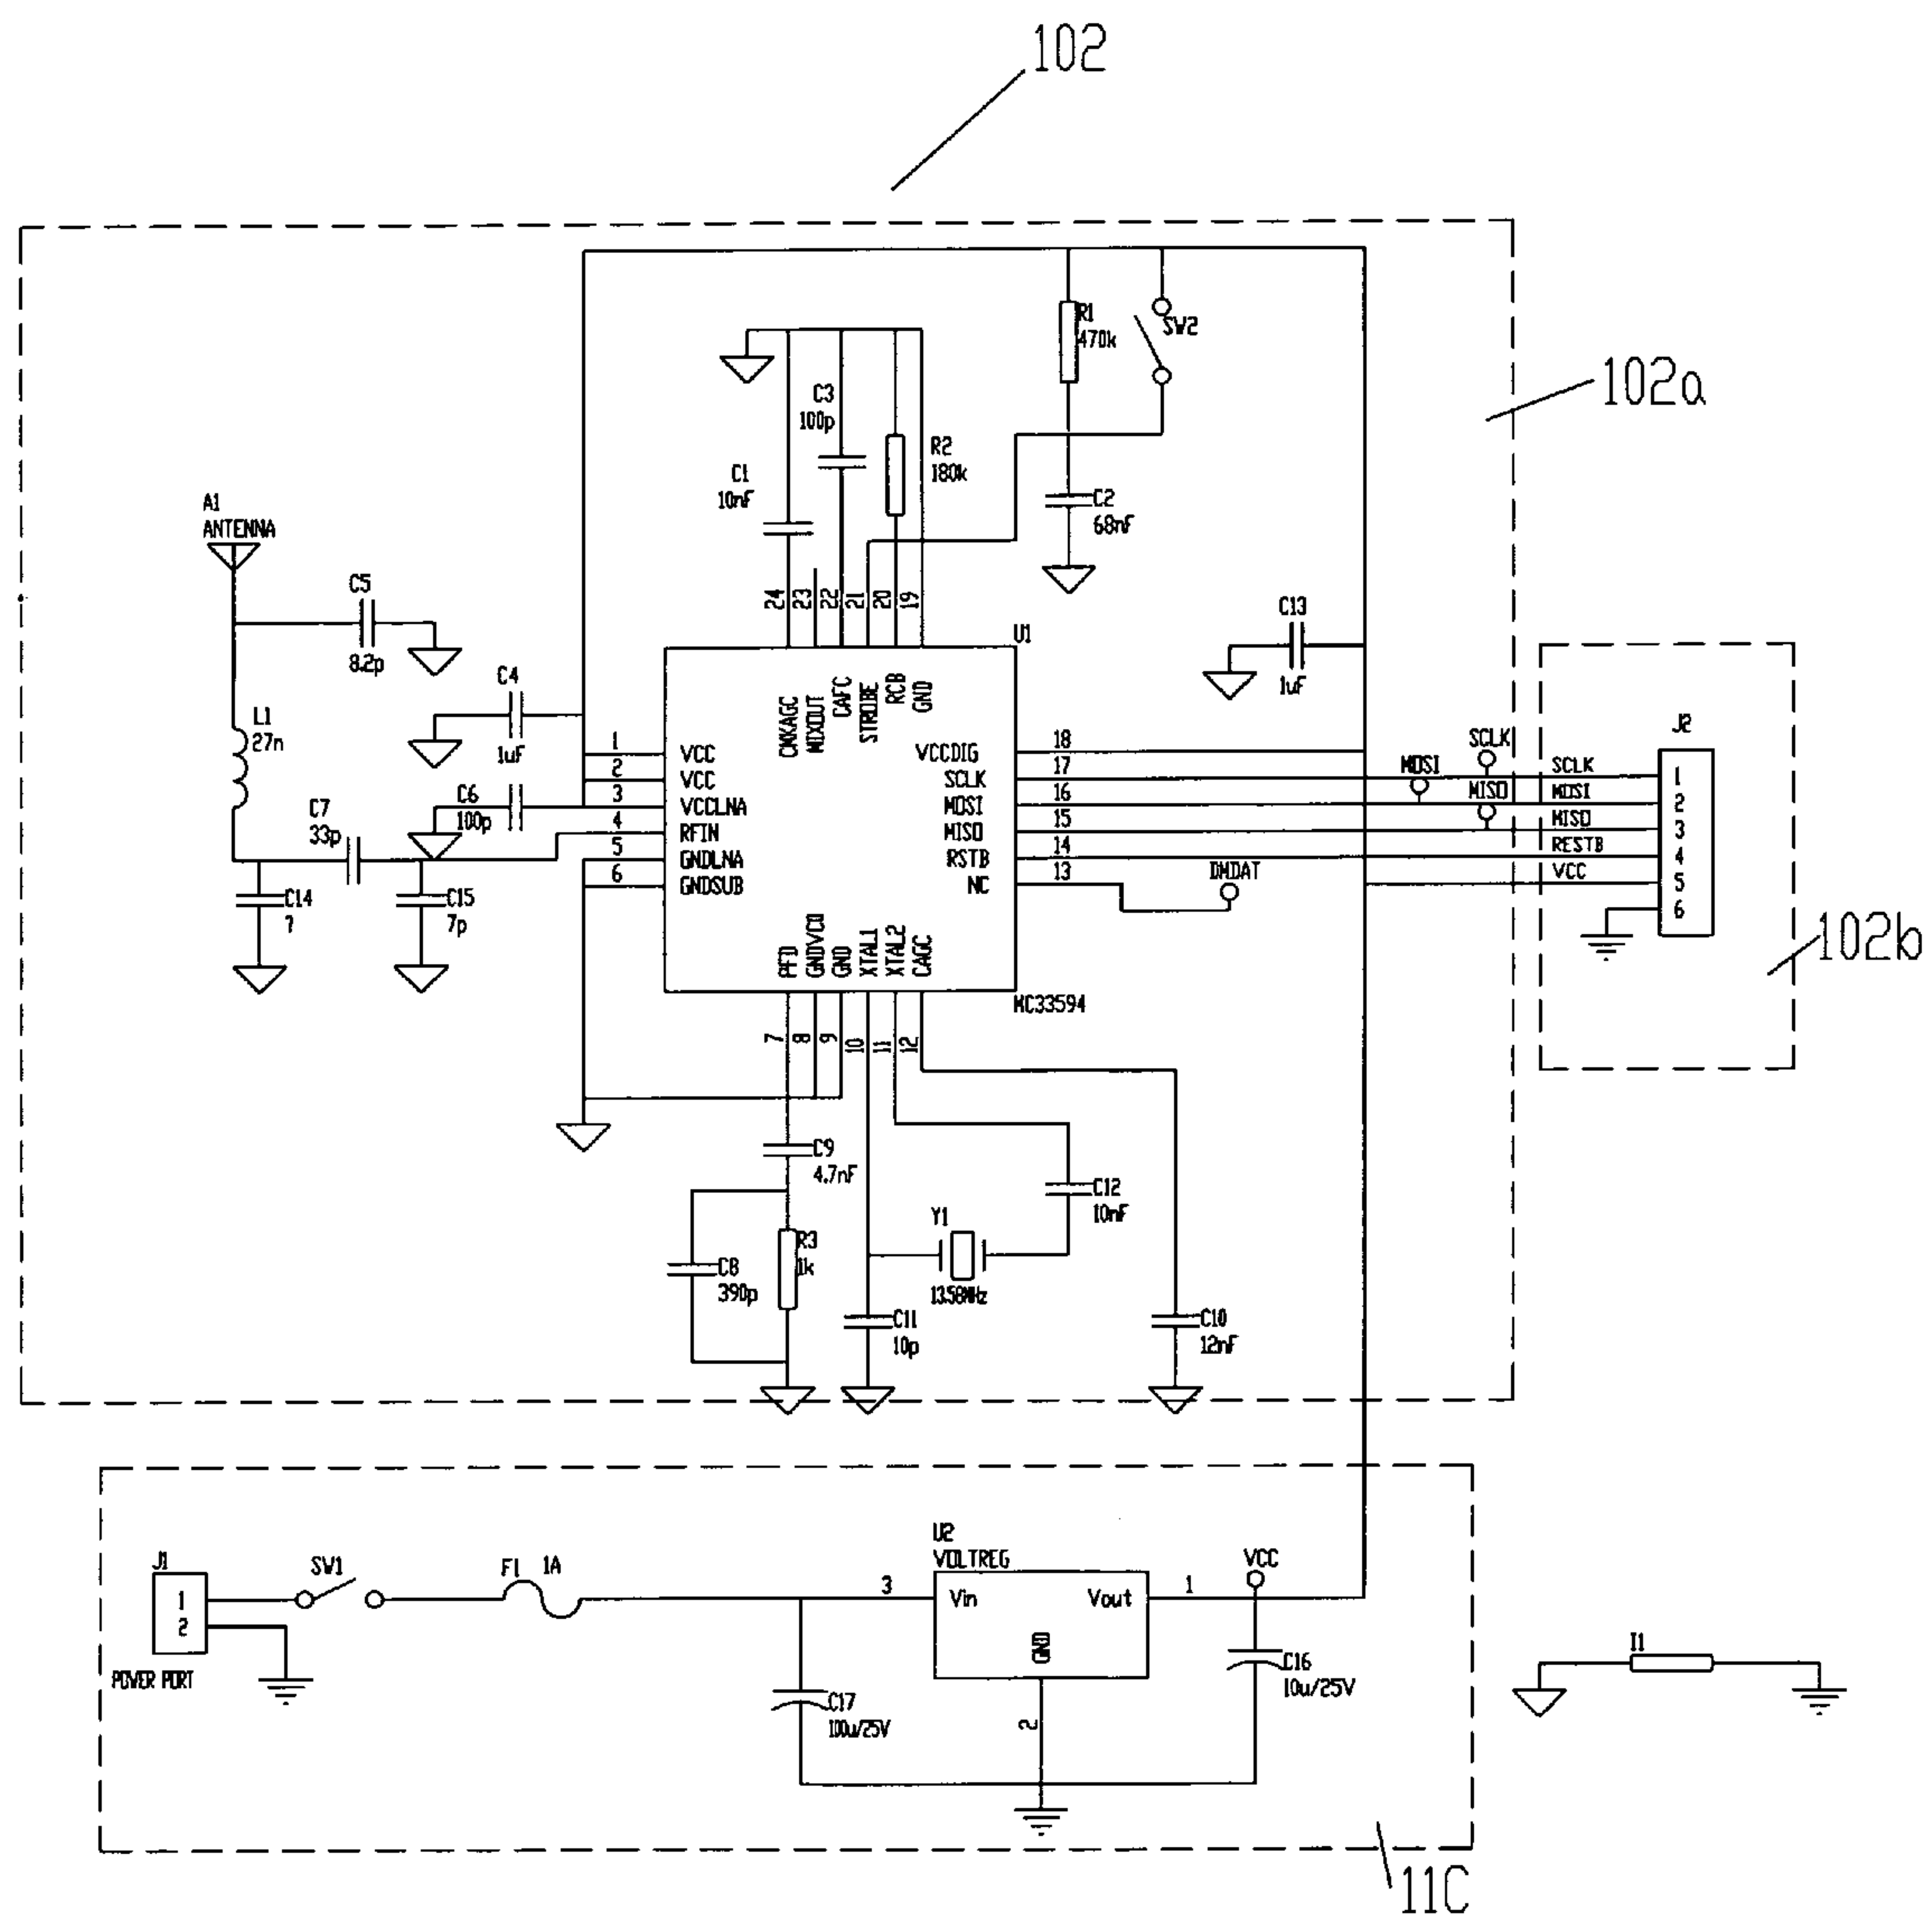 102
102a
R1
470k
SW2
C3
100p
R2
180k
C1
10nF
C2
68nF
A1
ANTENNA
C5
8.2p
24
23
22
21
20
19
U1
C13
1uF
C4
1uF
L1
27n
CMXAGC
MIXOUT
CAFC
STROBE
RCB
GND
J2
1 VCC
2 VCC
3 VCCLNA
4 RFIN
5 GNDLNA
6 GNDSUB
VCCDIG 18
SCLK 17
MOSI 16
MISO 15
RSTB 14
NC 13
SCLK
MOSI
MISO
DMDAT
SCLK 1
MOSI 2
MISO 3
RESTB 4
VCC 5
6
C6
100p
C7
33p
C14
?
C15
7p
102b
PFD
GNDVCO
GND
XTAL1
XTAL2
CAGC
MC33594
7
8
9
10
11
12
C9
4.7nF
C12
10nF
Y1
13.58MHz
R3
1k
C8
390p
C11
10p
C10
12nF
J1
1
2
POWER PORT
SW1
F1 1A
U2
VOLTREG
3
Vin
Vout
1
GND
2
VCC
C16
10u/25V
C17
100u/25V
I1
11C